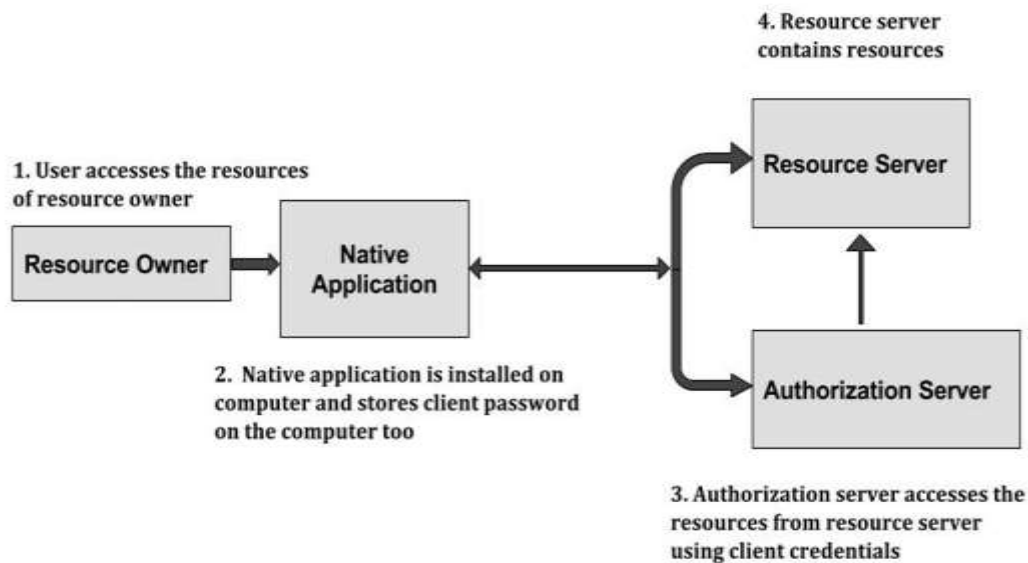 1. User accesses the resources
of resource owner
Resource Owner
Native
Application
2. Native application is installed on
computer and stores client password
on the computer too
4. Resource server
contains resources
Resource Server
Authorization Server
3. Authorization server accesses the
resources from resource server
using client credentials